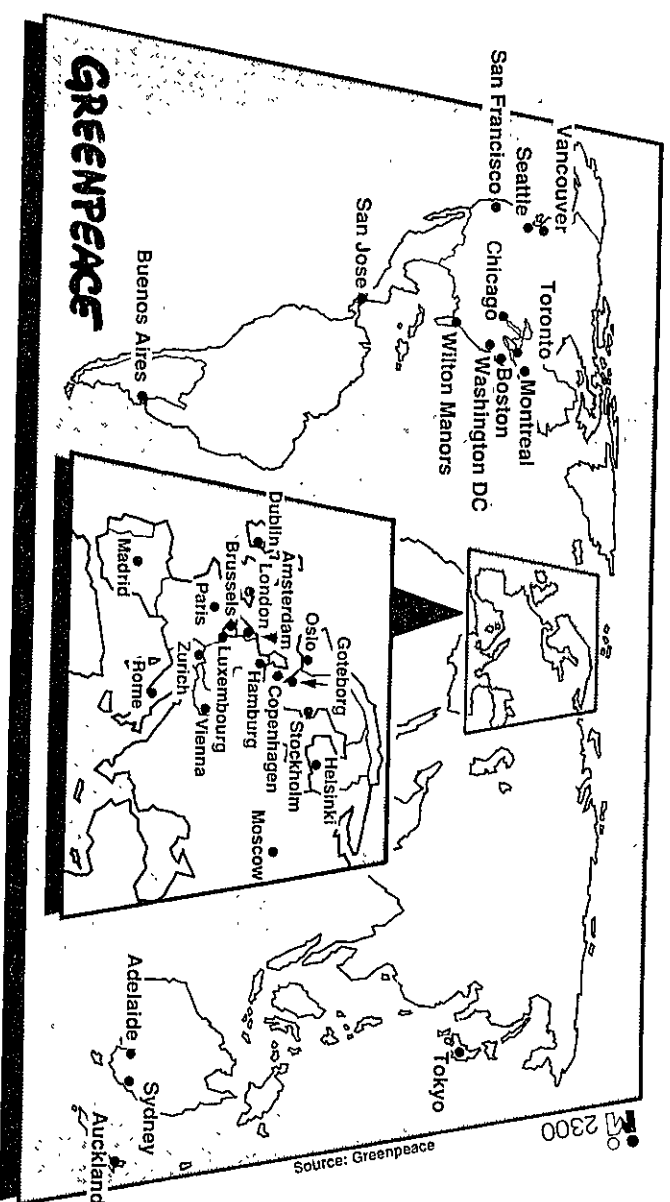 GREENPEACE
Vancouver
Seattle
San Francisco
Chicago
Toronto
Montreal
Boston
Washington DC
Wilton Manors
San Jose
Buenos Aires
Dublin
London
Amsterdam
Brussels
Paris
Madrid
Oslo
Goteborg
Stockholm
Helsinki
Copenhagen
Hamburg
Luxembourg
Zurich
Vienna
Rome
Moscow
Tokyo
Adelaide
Sydney
Auckland
Source: Greenpeace
2300